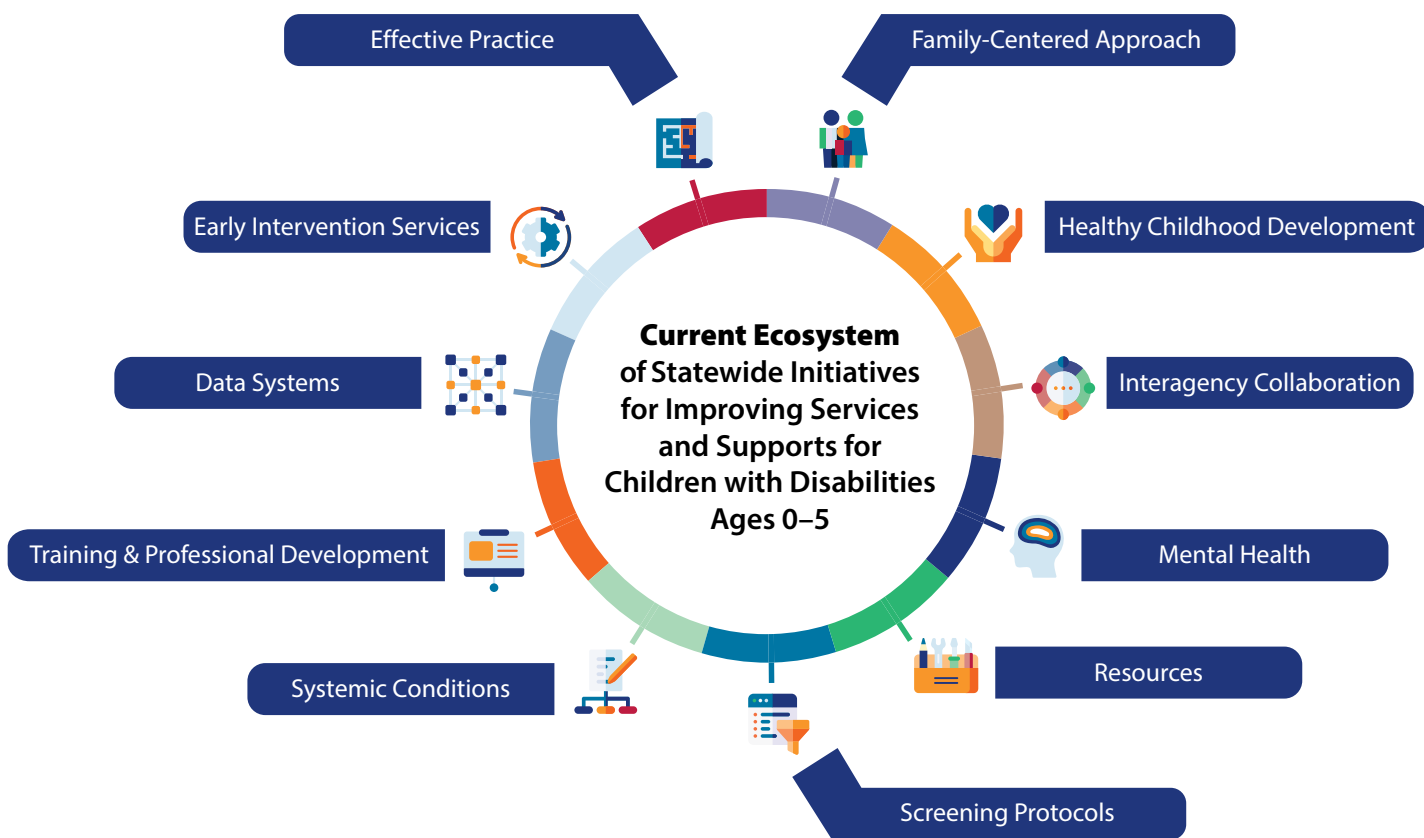 Effective Practice
Family-Centered Approach
Early Intervention Services
Healthy Childhood Development
Current Ecosystem
of Statewide Initiatives
for Improving Services
and Supports for
Children with Disabilities
Ages 0–5
Data Systems
Interagency Collaboration
Training & Professional Development
Mental Health
Systemic Conditions
Resources
Screening Protocols